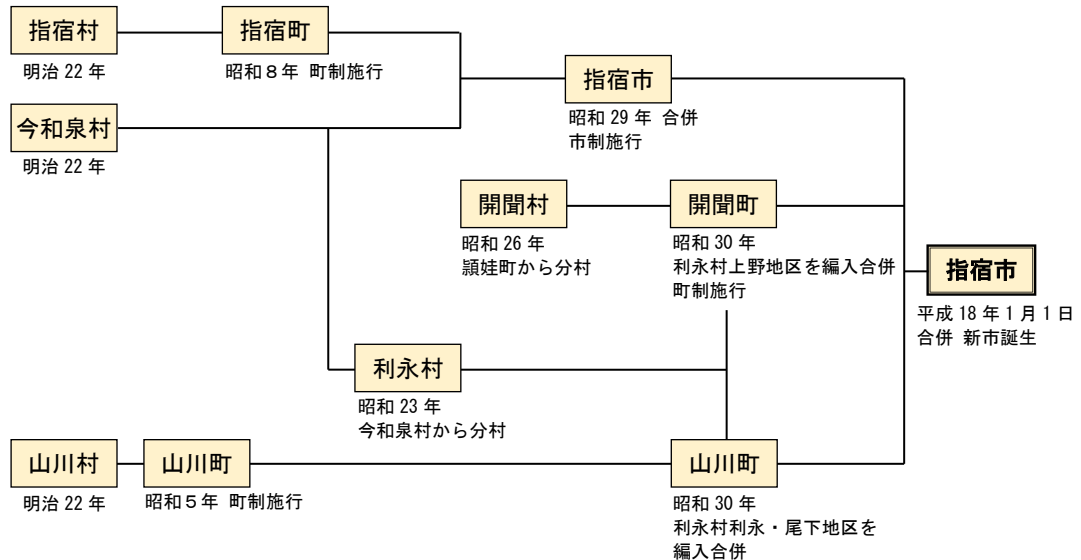 指宿村
明治 22 年
指宿町
昭和８年 町制施行
今和泉村
明治 22 年
指宿市
昭和 29 年 合併
市制施行
開聞村
昭和 26 年
頴娃町から分村
開聞町
昭和 30 年
利永村上野地区を編入合併
町制施行
指宿市
平成 18 年 1 月 1 日
合併 新市誕生
利永村
昭和 23 年
今和泉村から分村
山川村
明治 22 年
山川町
昭和５年 町制施行
山川町
昭和 30 年
利永村利永・尾下地区を
編入合併